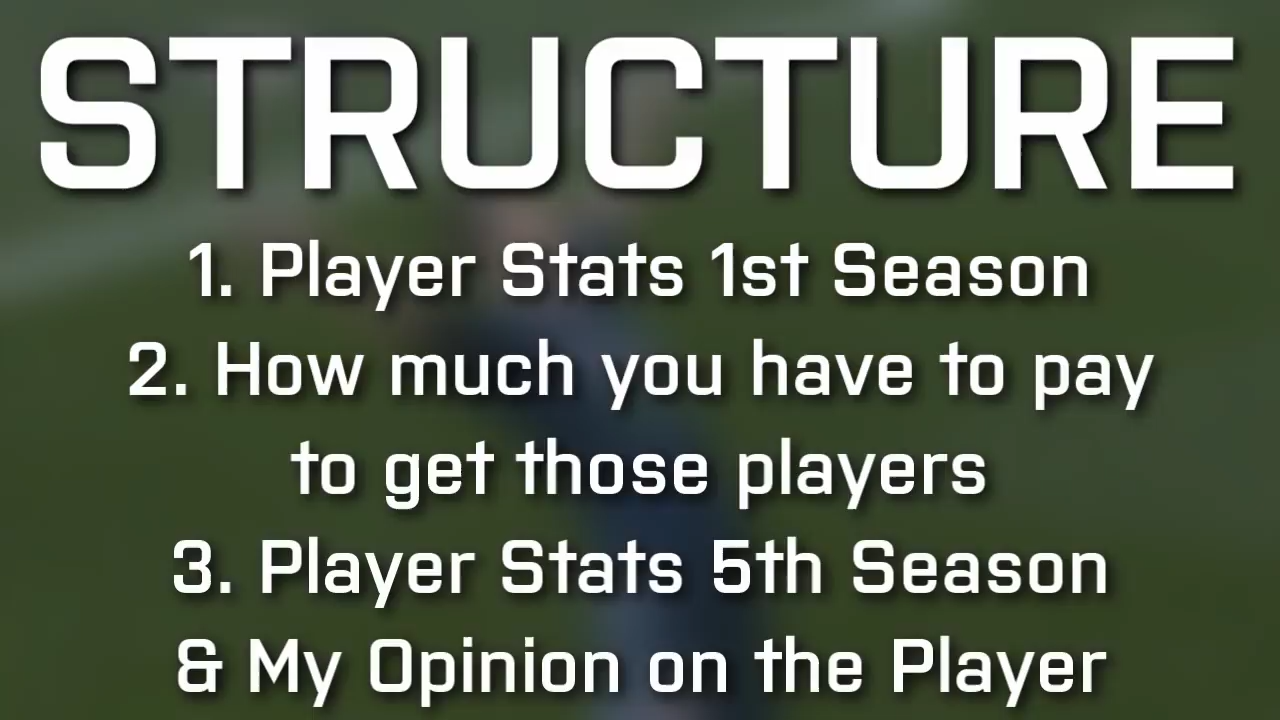 STRUCTURE
1. Player Stats 1st Season
2. How much you have to pay
to get those players
3. Player Stats 5th Season
& My Opinion on the Player